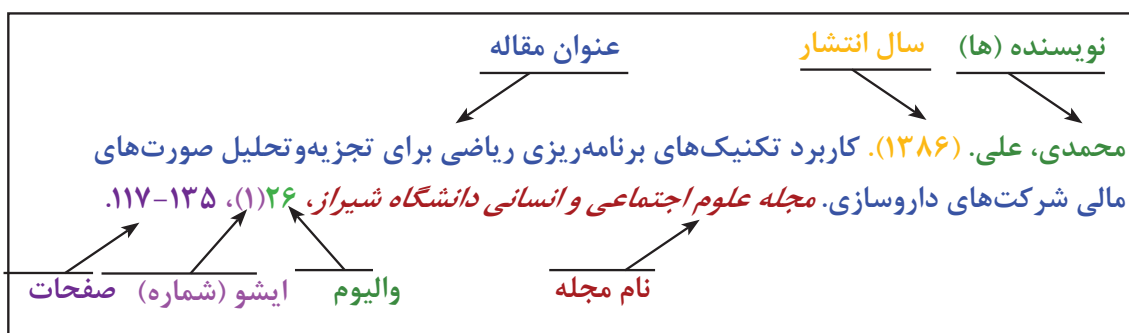 نویسنده (ها) سال انتشار عنوان مقاله
محمدی، علی. (۱۳۸۶). کاربرد تکنیک‌های برنامه‌ریزی ریاضی برای تجزیه‌وتحلیل صورت‌های
مالی شرکت‌های داروسازی. مجله علوم اجتماعی و انسانی دانشگاه شیراز، ۲۶(۱)، ۱۳۵-۱۱۷.
نام مجله والیوم ایشو (شماره) صفحات